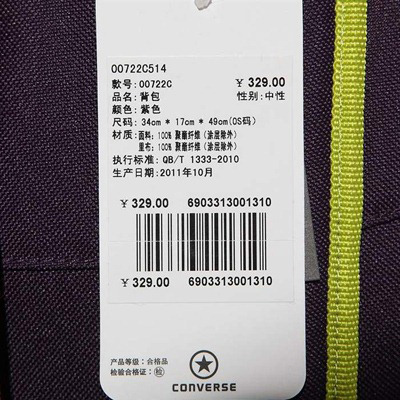 00722C514
款号: 00722C ￥329.00
品名: 背包 性别: 中性
颜色: 紫色
尺码: 34cm * 17cm * 49cm(OS码)
材质: 面料: 100% 聚酯纤维 (涂层除外)
里布: 100% 聚酯纤维 (涂层除外)
执行标准: QB/T 1333-2010
生产日期: 2011年10月
￥329.00 6903313001310
￥329.00 6903313001310
产品等级: 合格品
检验合格证: 检
CONVERSE